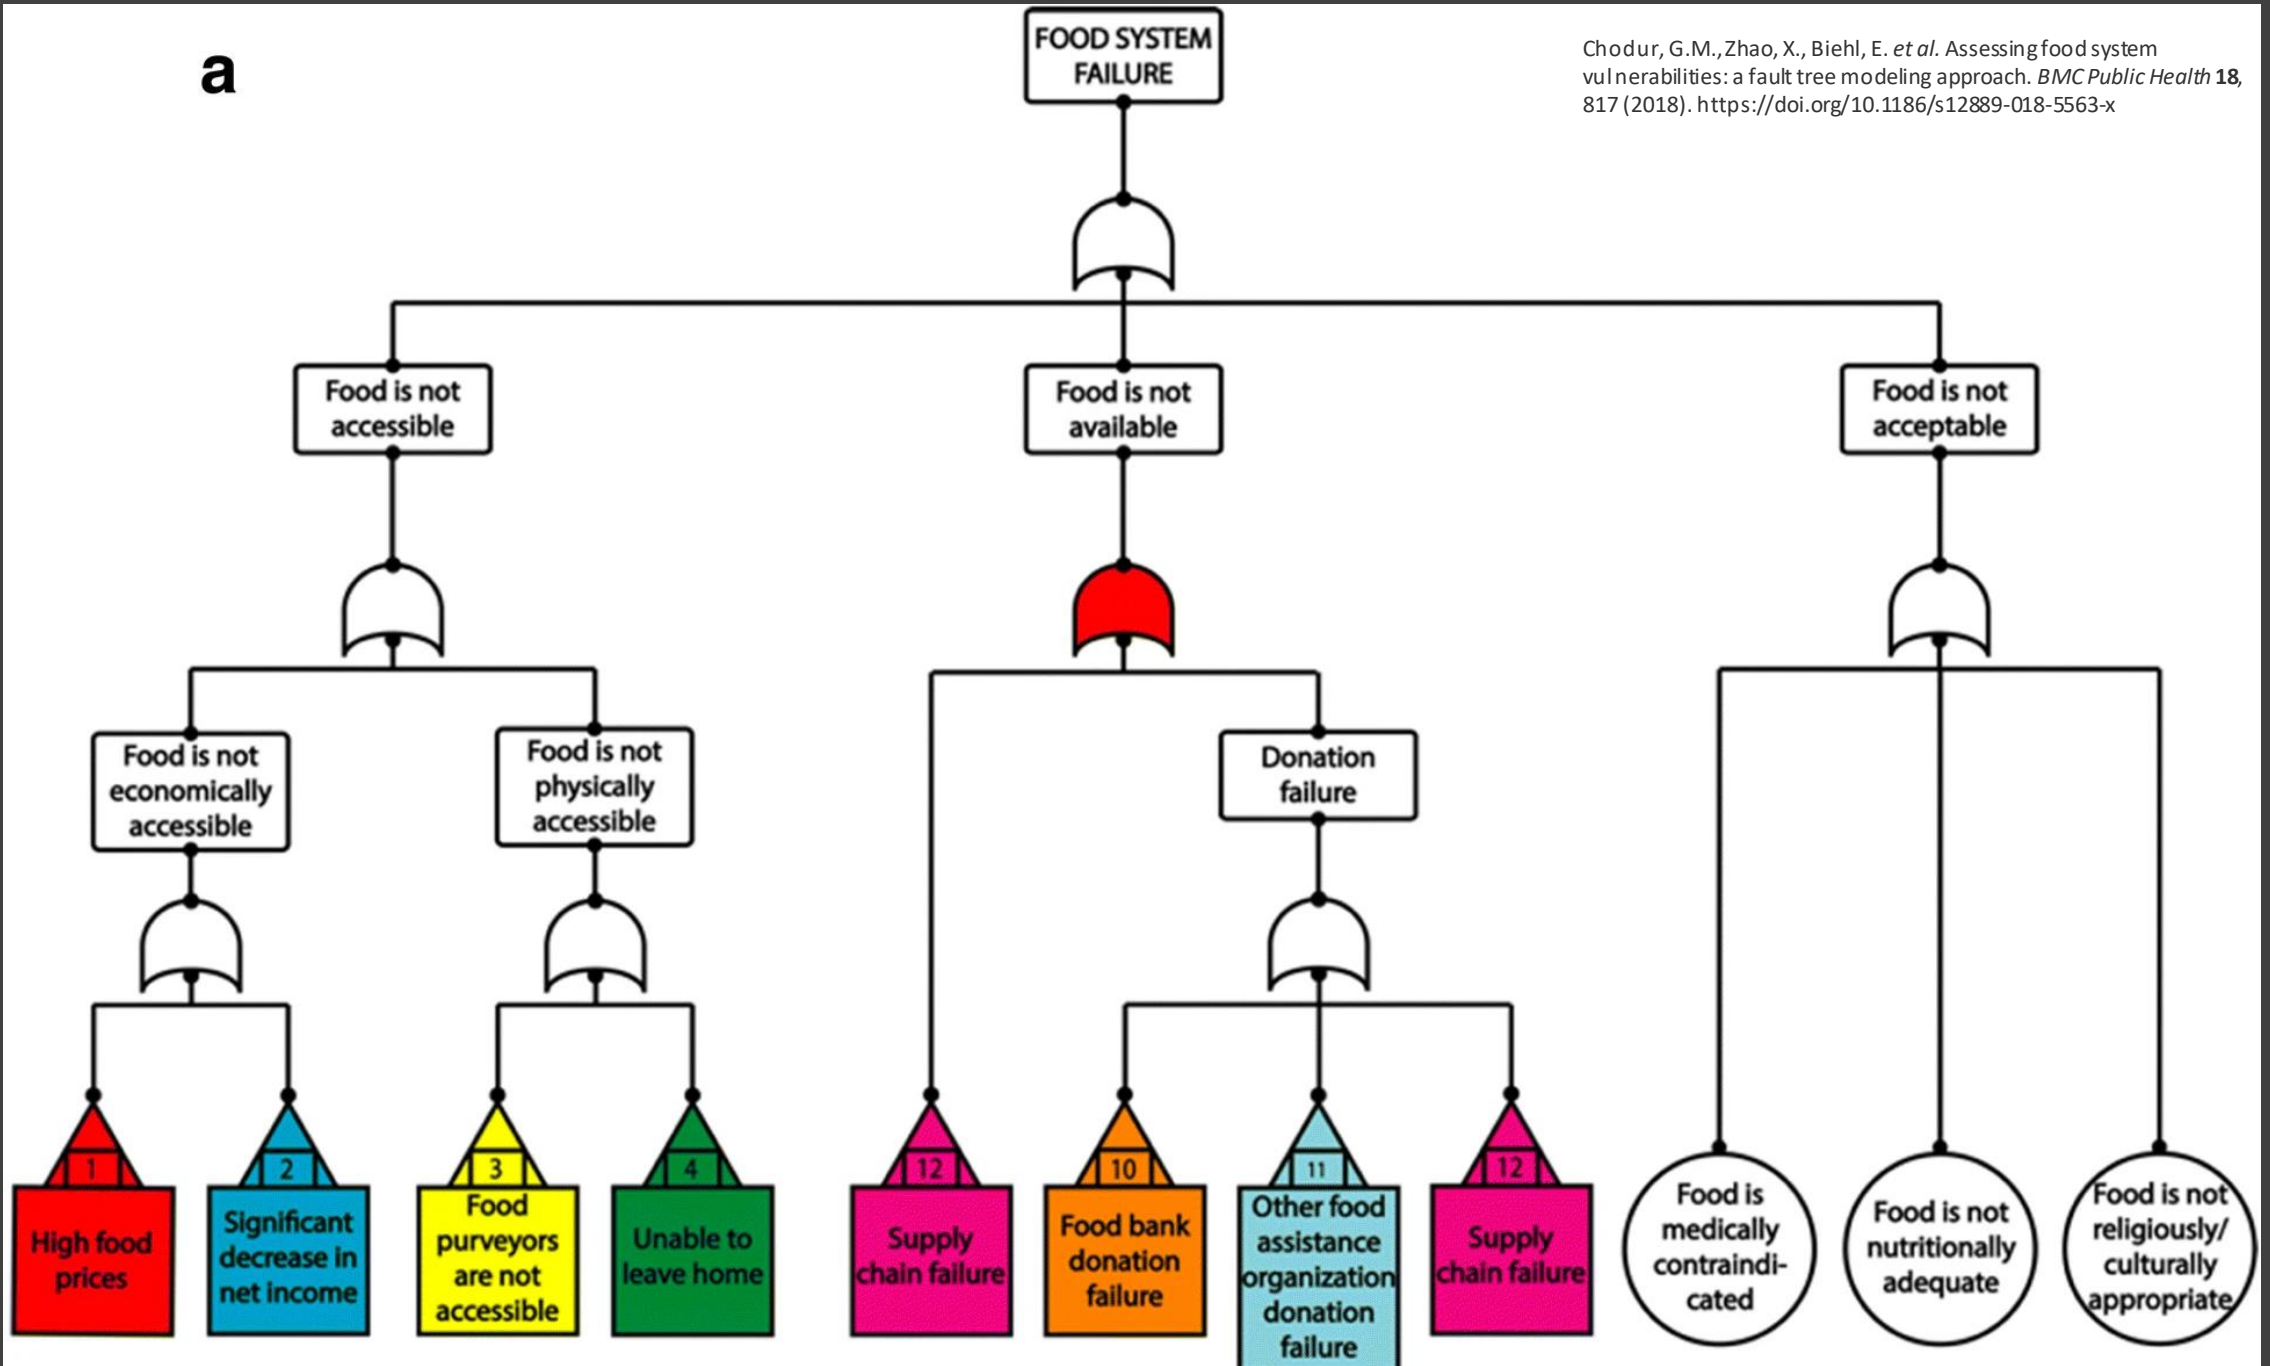 a
FOOD SYSTEM
FAILURE
Chodur, G.M., Zhao, X., Biehl, E. et al. Assessing food system
vulnerabilities: a fault tree modeling approach. BMC Public Health 18,
817 (2018). https://doi.org/10.1186/s12889-018-5563-x
Food is not
accessible
Food is not
available
Food is not
acceptable
Food is not
economically
accessible
Food is not
physically
accessible
Donation
failure
1
High food
prices
2
Significant
decrease in
net income
3
Food
purveyors
are not
accessible
4
Unable to
leave home
12
Supply
chain failure
10
Food bank
donation
failure
11
Other food
assistance
organization
donation
failure
12
Supply
chain failure
Food is
medically
contraindi-
cated
Food is not
nutritionally
adequate
Food is not
religiously/
culturally
appropriate